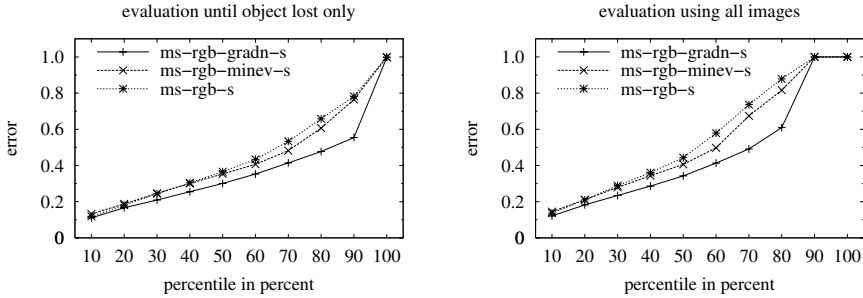 evaluation until object lost only
error
1.0
0.8
0.6
0.4
0.2
0
ms−rgb−gradn−s
ms−rgb−minev−s
ms−rgb−s
10 20 30 40 50 60 70 80 90 100
percentile in percent
evaluation using all images
error
1.0
0.8
0.6
0.4
0.2
0
ms−rgb−gradn−s
ms−rgb−minev−s
ms−rgb−s
10 20 30 40 50 60 70 80 90 100
percentile in percent